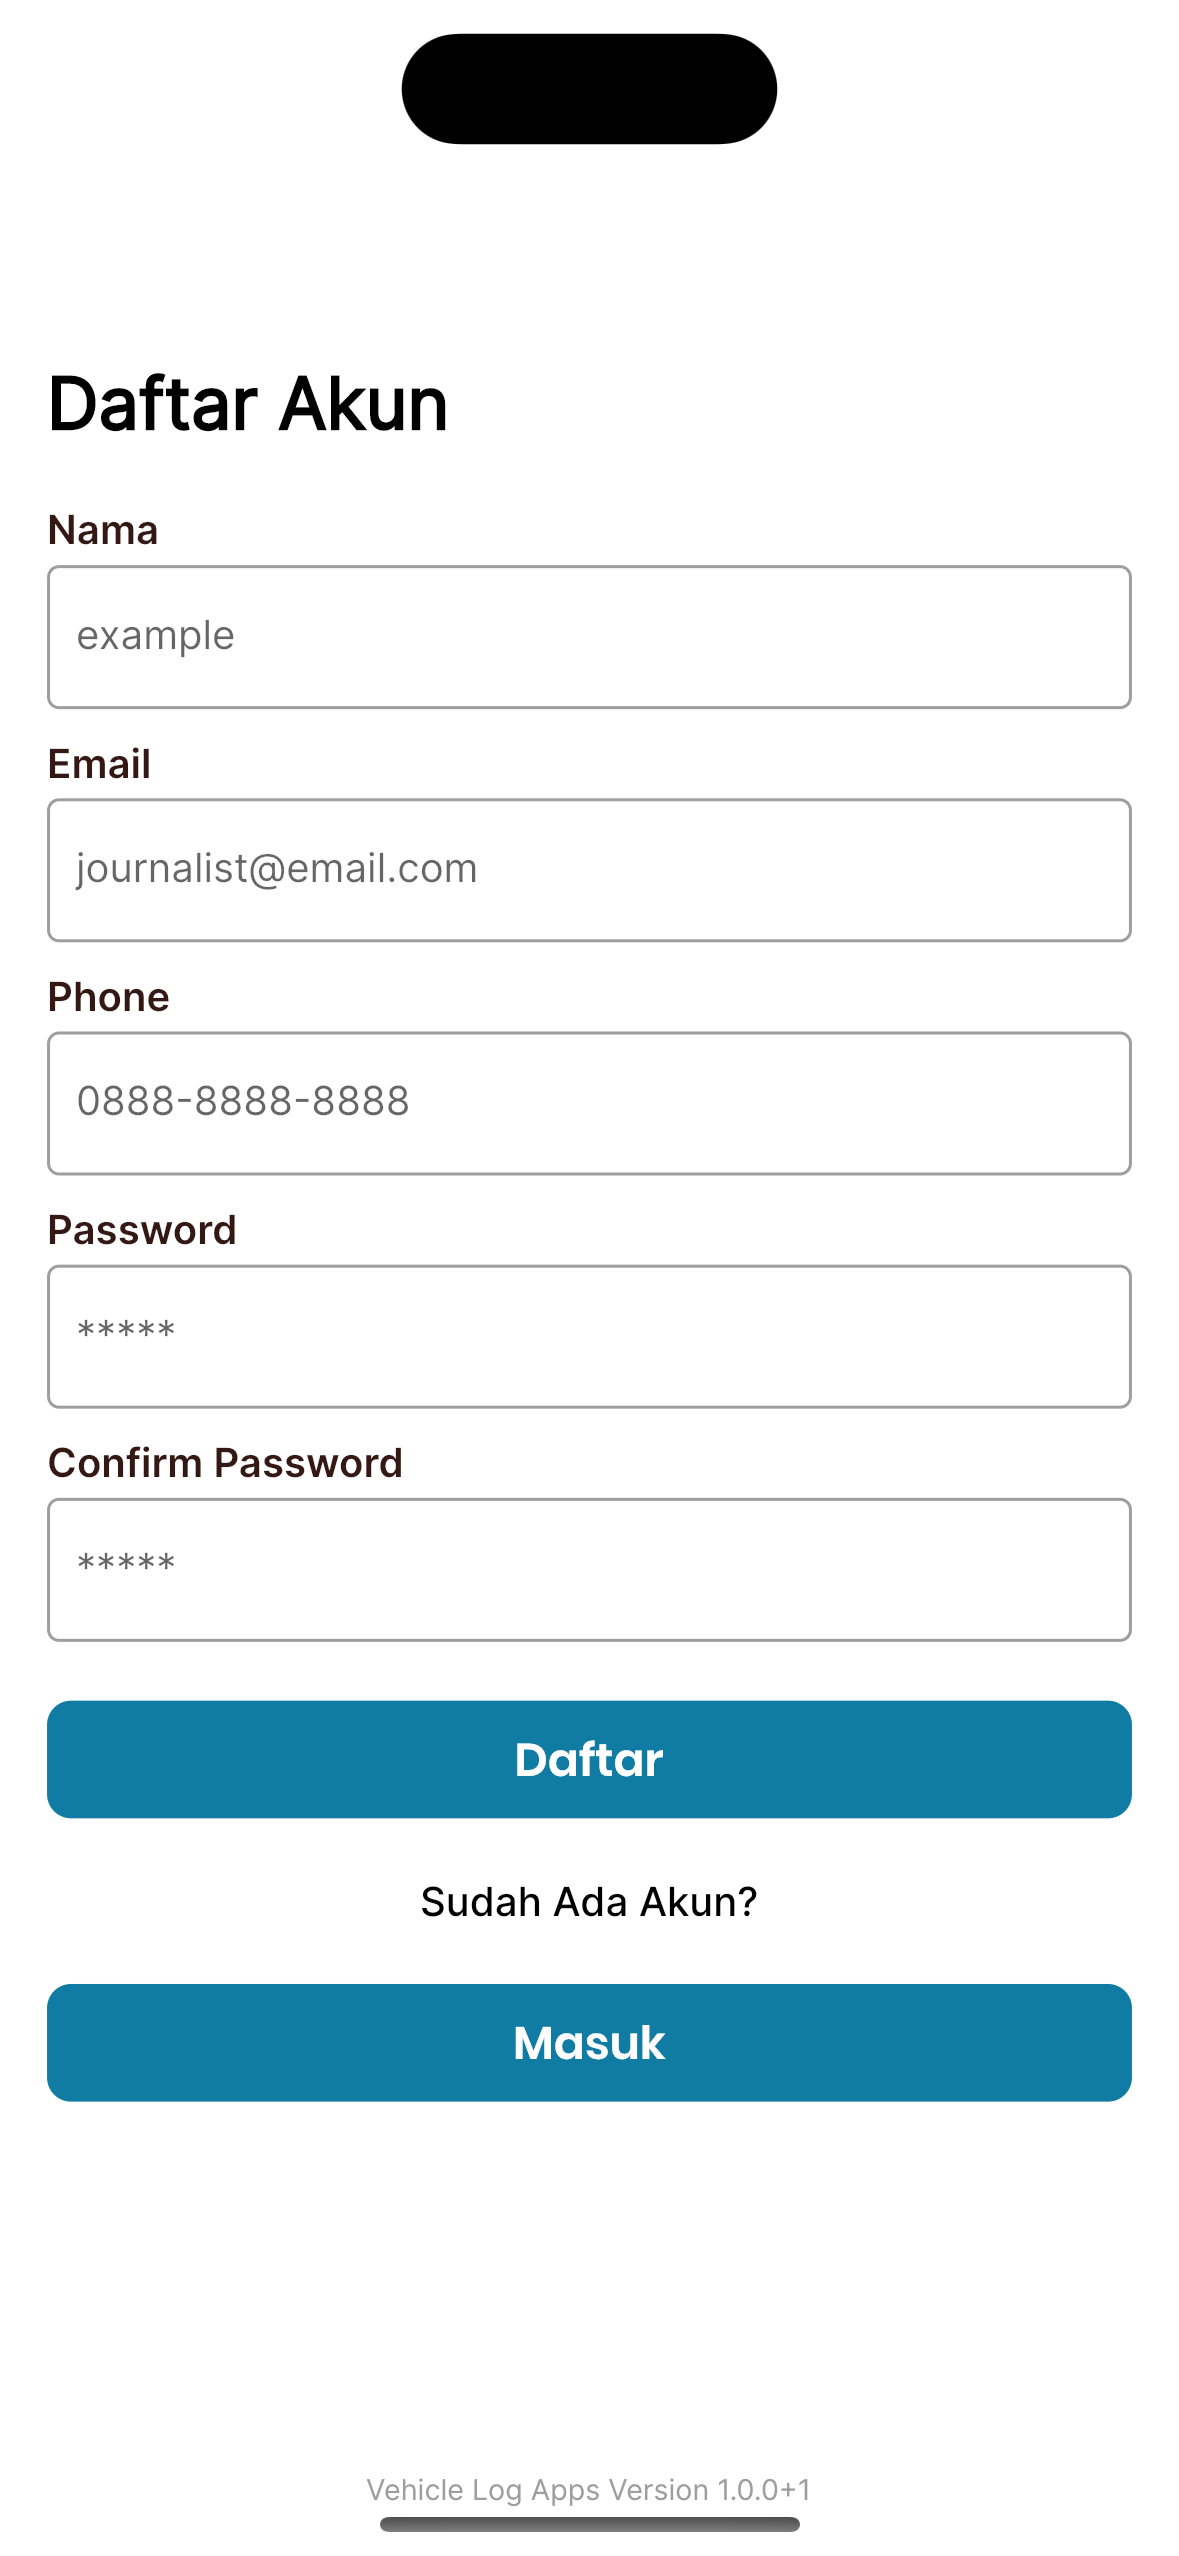 Daftar Akun
Nama
example
Email
journalist@email.com
Phone
0888-8888-8888
Password
*****
Confirm Password
*****
Daftar
Sudah Ada Akun?
Masuk
Vehicle Log Apps Version 1.0.0+1